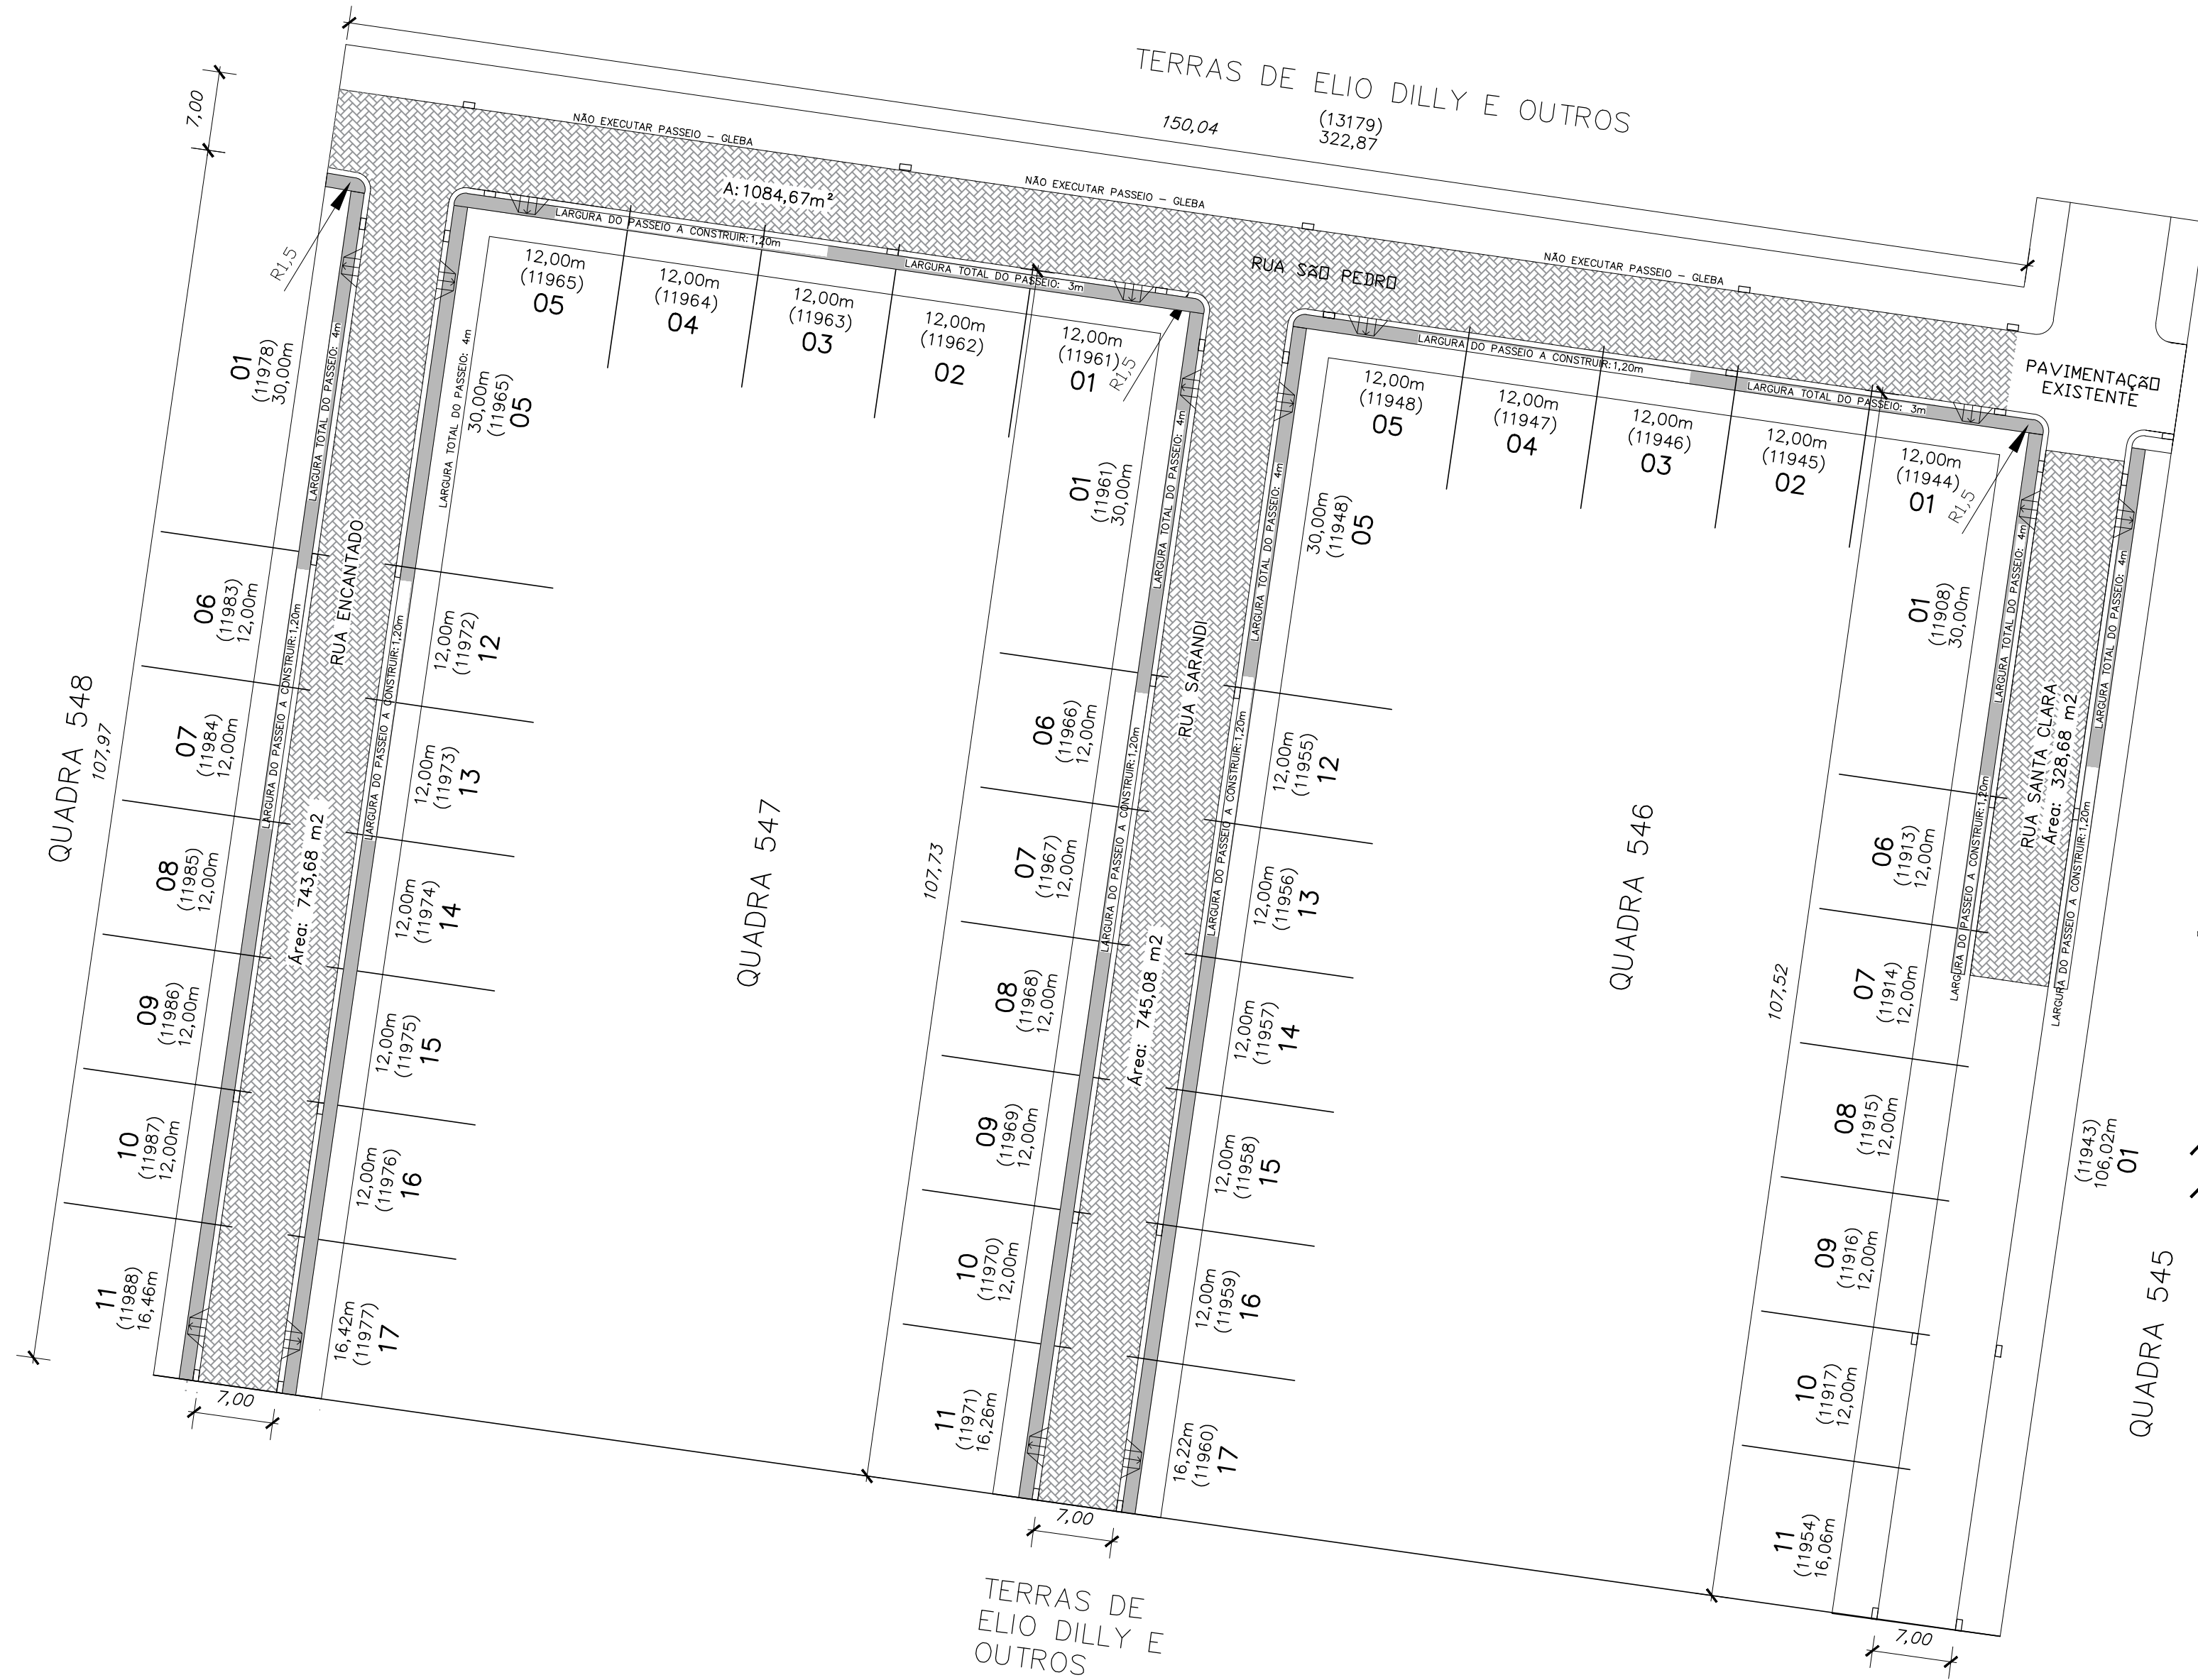 TERRAS DE ELIO DILLY E OUTROS
150,04
(13179)
322,87
7,00
NÃO EXECUTAR PASSEIO - GLEBA
NÃO EXECUTAR PASSEIO - GLEBA
NÃO EXECUTAR PASSEIO - GLEBA
A:1084,67m²
RUA SãO PEDRO
PAVIMENTAÇãO
EXISTENTE
LARGURA DO PASSEIO A CONSTRUIR:1,20m
LARGURA TOTAL DO PASSEIO: 3m
LARGURA DO PASSEIO A CONSTRUIR:1,20m
LARGURA TOTAL DO PASSEIO: 3m
R1,5
R1,5
R1,5
12,00m
(11965)
05
12,00m
(11964)
04
12,00m
(11963)
03
12,00m
(11962)
02
12,00m
(11961)
01
12,00m
(11948)
05
12,00m
(11947)
04
12,00m
(11946)
03
12,00m
(11945)
02
12,00m
(11944)
01
QUADRA 548
107,97
01
(11978)
30,00m
06
(11983)
12,00m
07
(11984)
12,00m
08
(11985)
12,00m
09
(11986)
12,00m
10
(11987)
12,00m
11
(11988)
16,46m
LARGURA TOTAL DO PASSEIO: 4m
LARGURA DO PASSEIO A CONSTRUIR:1,20m
RUA ENCANTADO
Área: 743,68 m2
LARGURA TOTAL DO PASSEIO: 4m
LARGURA DO PASSEIO A CONSTRUIR:1,20m
7,00
30,00m
(11965)
05
12,00m
(11972)
12
12,00m
(11973)
13
12,00m
(11974)
14
12,00m
(11975)
15
12,00m
(11976)
16
16,42m
(11977)
17
QUADRA 547
107,73
01
(11961)
30,00m
06
(11966)
12,00m
07
(11967)
12,00m
08
(11968)
12,00m
09
(11969)
12,00m
10
(11970)
12,00m
11
(11971)
16,26m
LARGURA TOTAL DO PASSEIO: 4m
LARGURA DO PASSEIO A CONSTRUIR:1,20m
RUA SARANDI
Área: 745,08 m2
LARGURA TOTAL DO PASSEIO: 4m
LARGURA DO PASSEIO A CONSTRUIR:1,20m
7,00
30,00m
(11948)
05
12,00m
(11955)
12
12,00m
(11956)
13
12,00m
(11957)
14
12,00m
(11958)
15
12,00m
(11959)
16
16,22m
(11960)
17
QUADRA 546
107,52
01
(11908)
30,00m
06
(11913)
12,00m
07
(11914)
12,00m
08
(11915)
12,00m
09
(11916)
12,00m
10
(11917)
12,00m
11
(11954)
16,06m
LARGURA TOTAL DO PASSEIO: 4m
LARGURA DO PASSEIO A CONSTRUIR:1,20m
RUA SANTA CLARA
Área: 328,68 m2
LARGURA TOTAL DO PASSEIO: 4m
LARGURA DO PASSEIO A CONSTRUIR:1,20m
7,00
(11943)
106,02m
01
QUADRA 545
TERRAS DE
ELIO DILLY E
OUTROS